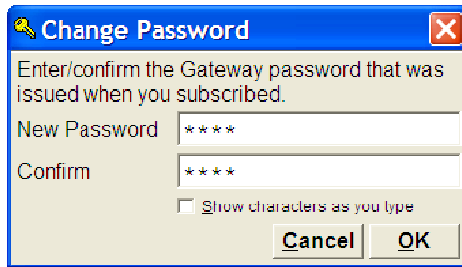 Change Password
Enter/confirm the Gateway password that was
issued when you subscribed.
New Password ****
Confirm ****
Show characters as you type
Cancel OK